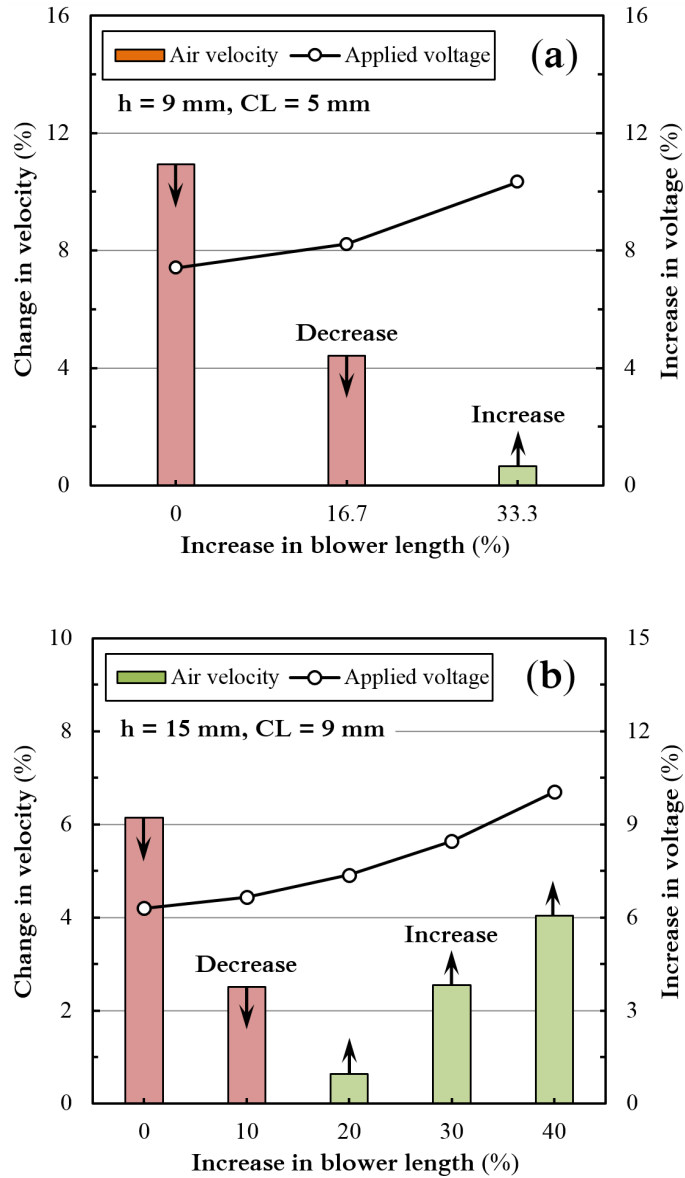 16 16
Air velocity Applied voltage (a)
h = 9 mm, CL = 5 mm
12 12
8 8
Decrease
4 4
Increase
0 0
0 16.7 33.3
Increase in blower length (%)
Change in velocity (%)
Increase in voltage (%)
10 15
Air velocity Applied voltage (b)
h = 15 mm, CL = 9 mm
8 12
6 9
4 6
Increase
Decrease
2 3
0 0
0 10 20 30 40
Increase in blower length (%)
Change in velocity (%)
Increase in voltage (%)